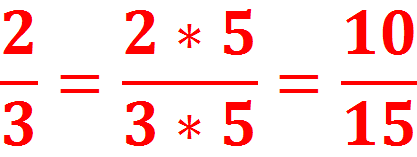 2/3 = 2 * 5/3 * 5 = 10/15